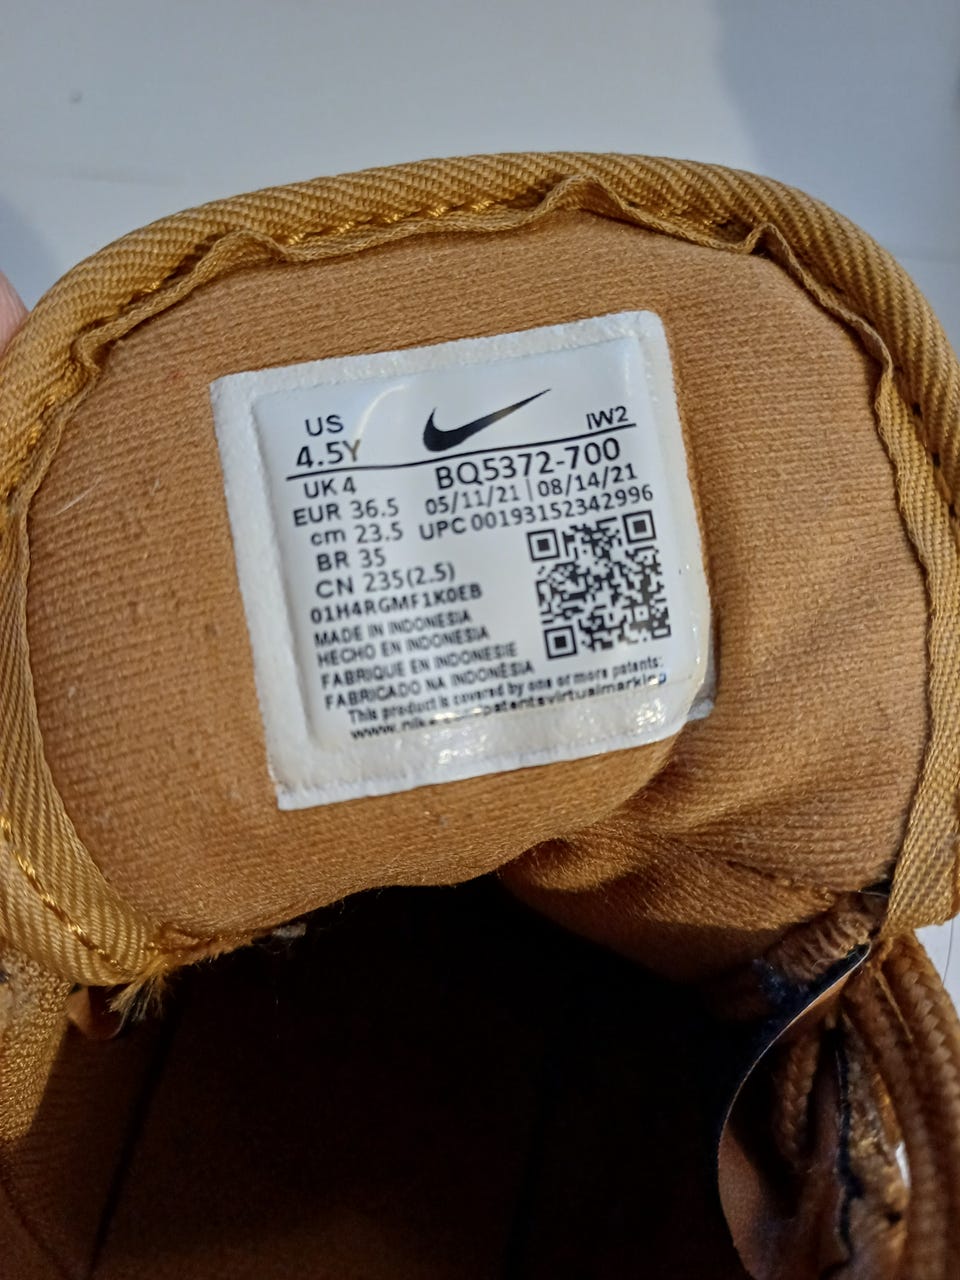 US
4.5Y
IW2
UK 4
BQ5372-700
EUR 36.5
05/11/21 | 08/14/21
cm 23.5
UPC 00193152342996
BR 35
CN 235(2.5)
01H4RGMF1K0EB
MADE IN INDONESIA
HECHO EN INDONESIA
FABRIQUE EN INDONESIE
FABRICADO NA INDONÉSIA
This product is covered by one or more patents: